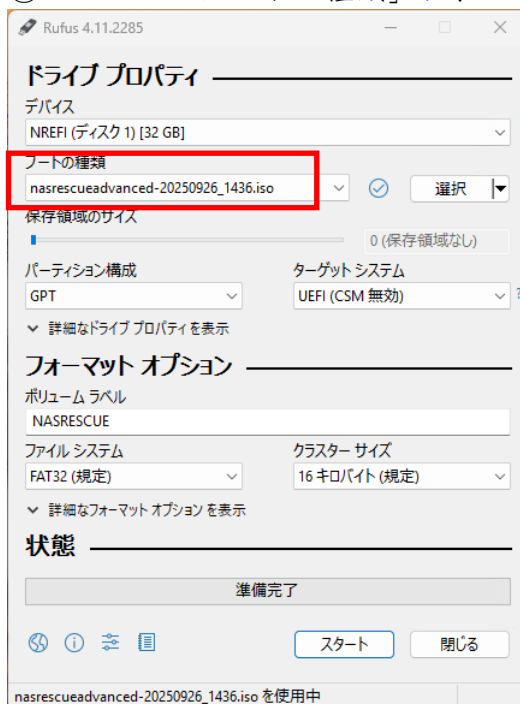 Rufus 4.11.2285
ドライブ プロパティ
デバイス
NREFI (ディスク 1) [32 GB]
ブートの種類
nasrescueadvanced-20250926_1436.iso
選択
保存領域のサイズ
0 (保存領域なし)
パーティション構成
ターゲット システム
GPT
UEFI (CSM 無効)
?
詳細なドライブ プロパティを表示
フォーマット オプション
ボリューム ラベル
NASRESCUE
ファイル システム
クラスター サイズ
FAT32 (規定)
16 キロバイト (規定)
詳細なフォーマット オプション を表示
状態
準備完了
スタート
閉じる
nasrescueadvanced-20250926_1436.iso を使用中